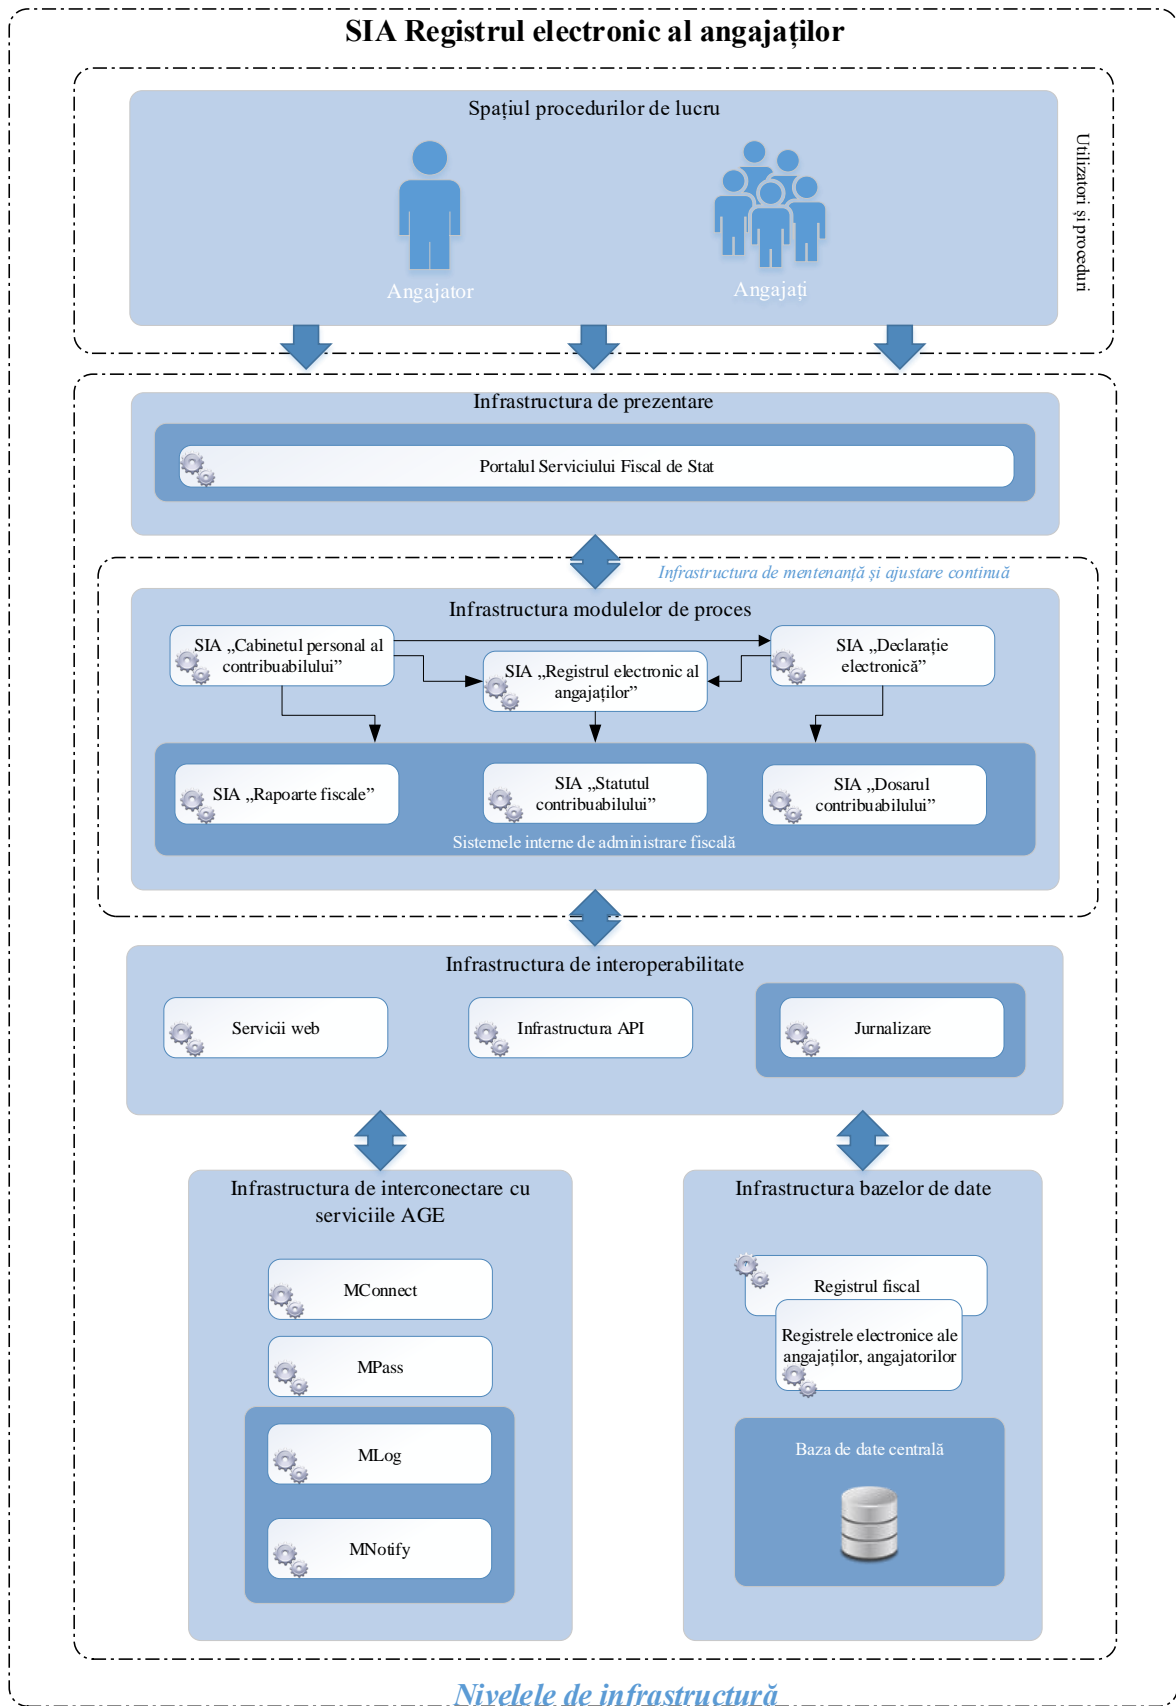 SIA Registrul electronic al angajaților
Spațiul procedurilor de lucru
Angajator
Angajați
Utilizatori și proceduri
Infrastructura de prezentare
Portalul Serviciului Fiscal de Stat
Infrastructura de mentenanță și ajustare continuă
Infrastructura modulelor de proces
SIA „Cabinetul personal al
contribuabilului”
SIA „Registrul electronic al
angajaților”
SIA „Declarație
electronică”
SIA „Rapoarte fiscale”
SIA „Statutul
contribuabilului”
SIA „Dosarul
contribuabilului”
Sistemele interne de administrare fiscală
Infrastructura de interoperabilitate
Servicii web
Infrastructura API
Jurnalizare
Infrastructura de interconectare cu
serviciile AGE
MConnect
MPass
MLog
MNotify
Infrastructura bazelor de date
Registrul fiscal
Registrele electronice ale
angajaților, angajatorilor
Baza de date centrală
Nivelele de infrastructură